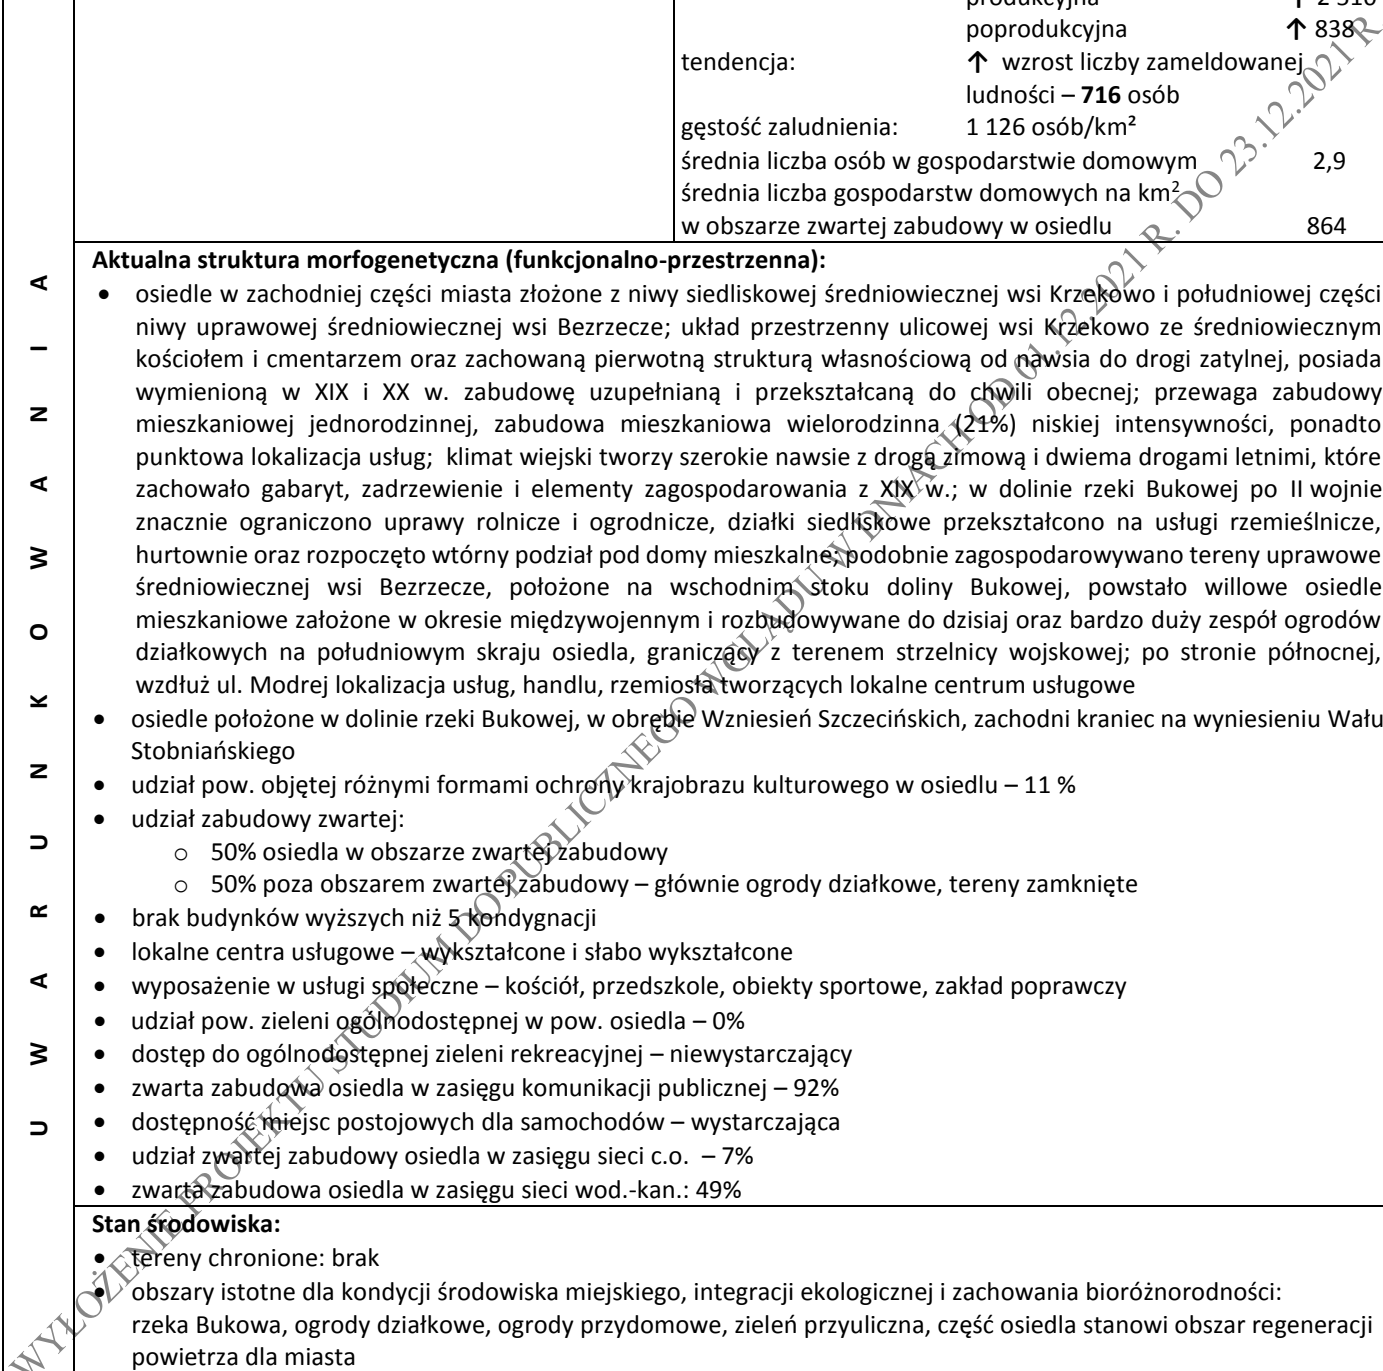 produkcyjna ↑ 2 316
poprodukcyjna ↑ 838
tendencja: ↑ wzrost liczby zameldowanej
ludności – 716 osób
gęstość zaludnienia: 1 126 osób/km²
średnia liczba osób w gospodarstwie domowym 2,9
średnia liczba gospodarstw domowych na km²
w obszarze zwartej zabudowy w osiedlu 864
UWARUNKOWANIA
Aktualna struktura morfogenetyczna (funkcjonalno-przestrzenna):
• osiedle w zachodniej części miasta złożone z niwy siedliskowej średniowiecznej wsi Krzekowo i południowej części
niwy uprawowej średniowiecznej wsi Bezrzecze; układ przestrzenny ulicowej wsi Krzekowo ze średniowiecznym
kościołem i cmentarzem oraz zachowaną pierwotną strukturą własnościową od nawsia do drogi zatylnej, posiada
wymienioną w XIX i XX w. zabudowę uzupełnianą i przekształcaną do chwili obecnej; przewaga zabudowy
mieszkaniowej jednorodzinnej, zabudowa mieszkaniowa wielorodzinna (21%) niskiej intensywności, ponadto
punktowa lokalizacja usług; klimat wiejski tworzy szerokie nawsie z drogą zimową i dwiema drogami letnimi, które
zachowało gabaryt, zadrzewienie i elementy zagospodarowania z XIX w.; w dolinie rzeki Bukowej po II wojnie
znacznie ograniczono uprawy rolnicze i ogrodnicze, działki siedliskowe przekształcono na usługi rzemieślnicze,
hurtownie oraz rozpoczęto wtórny podział pod domy mieszkalne; podobnie zagospodarowywano tereny uprawowe
średniowiecznej wsi Bezrzecze, położone na wschodnim stoku doliny Bukowej, powstało willowe osiedle
mieszkaniowe założone w okresie międzywojennym i rozbudowywane do dzisiaj oraz bardzo duży zespół ogrodów
działkowych na południowym skraju osiedla, graniczący z terenem strzelnicy wojskowej; po stronie północnej,
wzdłuż ul. Modrej lokalizacja usług, handlu, rzemiosła tworzących lokalne centrum usługowe
• osiedle położone w dolinie rzeki Bukowej, w obrębie Wzniesień Szczecińskich, zachodni kraniec na wyniesieniu Wału
Stobniańskiego
• udział pow. objętej różnymi formami ochrony krajobrazu kulturowego w osiedlu – 11 %
• udział zabudowy zwartej:
o 50% osiedla w obszarze zwartej zabudowy
o 50% poza obszarem zwartej zabudowy – głównie ogrody działkowe, tereny zamknięte
• brak budynków wyższych niż 5 kondygnacji
• lokalne centra usługowe – wykształcone i słabo wykształcone
• wyposażenie w usługi społeczne – kościół, przedszkole, obiekty sportowe, zakład poprawczy
• udział pow. zieleni ogólnodostępnej w pow. osiedla – 0%
• dostęp do ogólnodostępnej zieleni rekreacyjnej – niewystarczający
• zwarta zabudowa osiedla w zasięgu komunikacji publicznej – 92%
• dostępność miejsc postojowych dla samochodów – wystarczająca
• udział zwartej zabudowy osiedla w zasięgu sieci c.o. – 7%
• zwarta zabudowa osiedla w zasięgu sieci wod.-kan.: 49%
Stan środowiska:
• tereny chronione: brak
• obszary istotne dla kondycji środowiska miejskiego, integracji ekologicznej i zachowania bioróżnorodności:
rzeka Bukowa, ogrody działkowe, ogrody przydomowe, zieleń przyuliczna, część osiedla stanowi obszar regeneracji
powietrza dla miasta
WYŁOŻENIE PROJEKTU STUDIUM DO PUBLICZNEGO WGLĄDU W DNIACH OD 01.12.2021 R. DO 23.12.2021 R